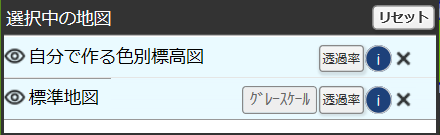 選択中の地図 リセット
自分で作る色別標高図 透過率 i
標準地図 グレースケール 透過率 i